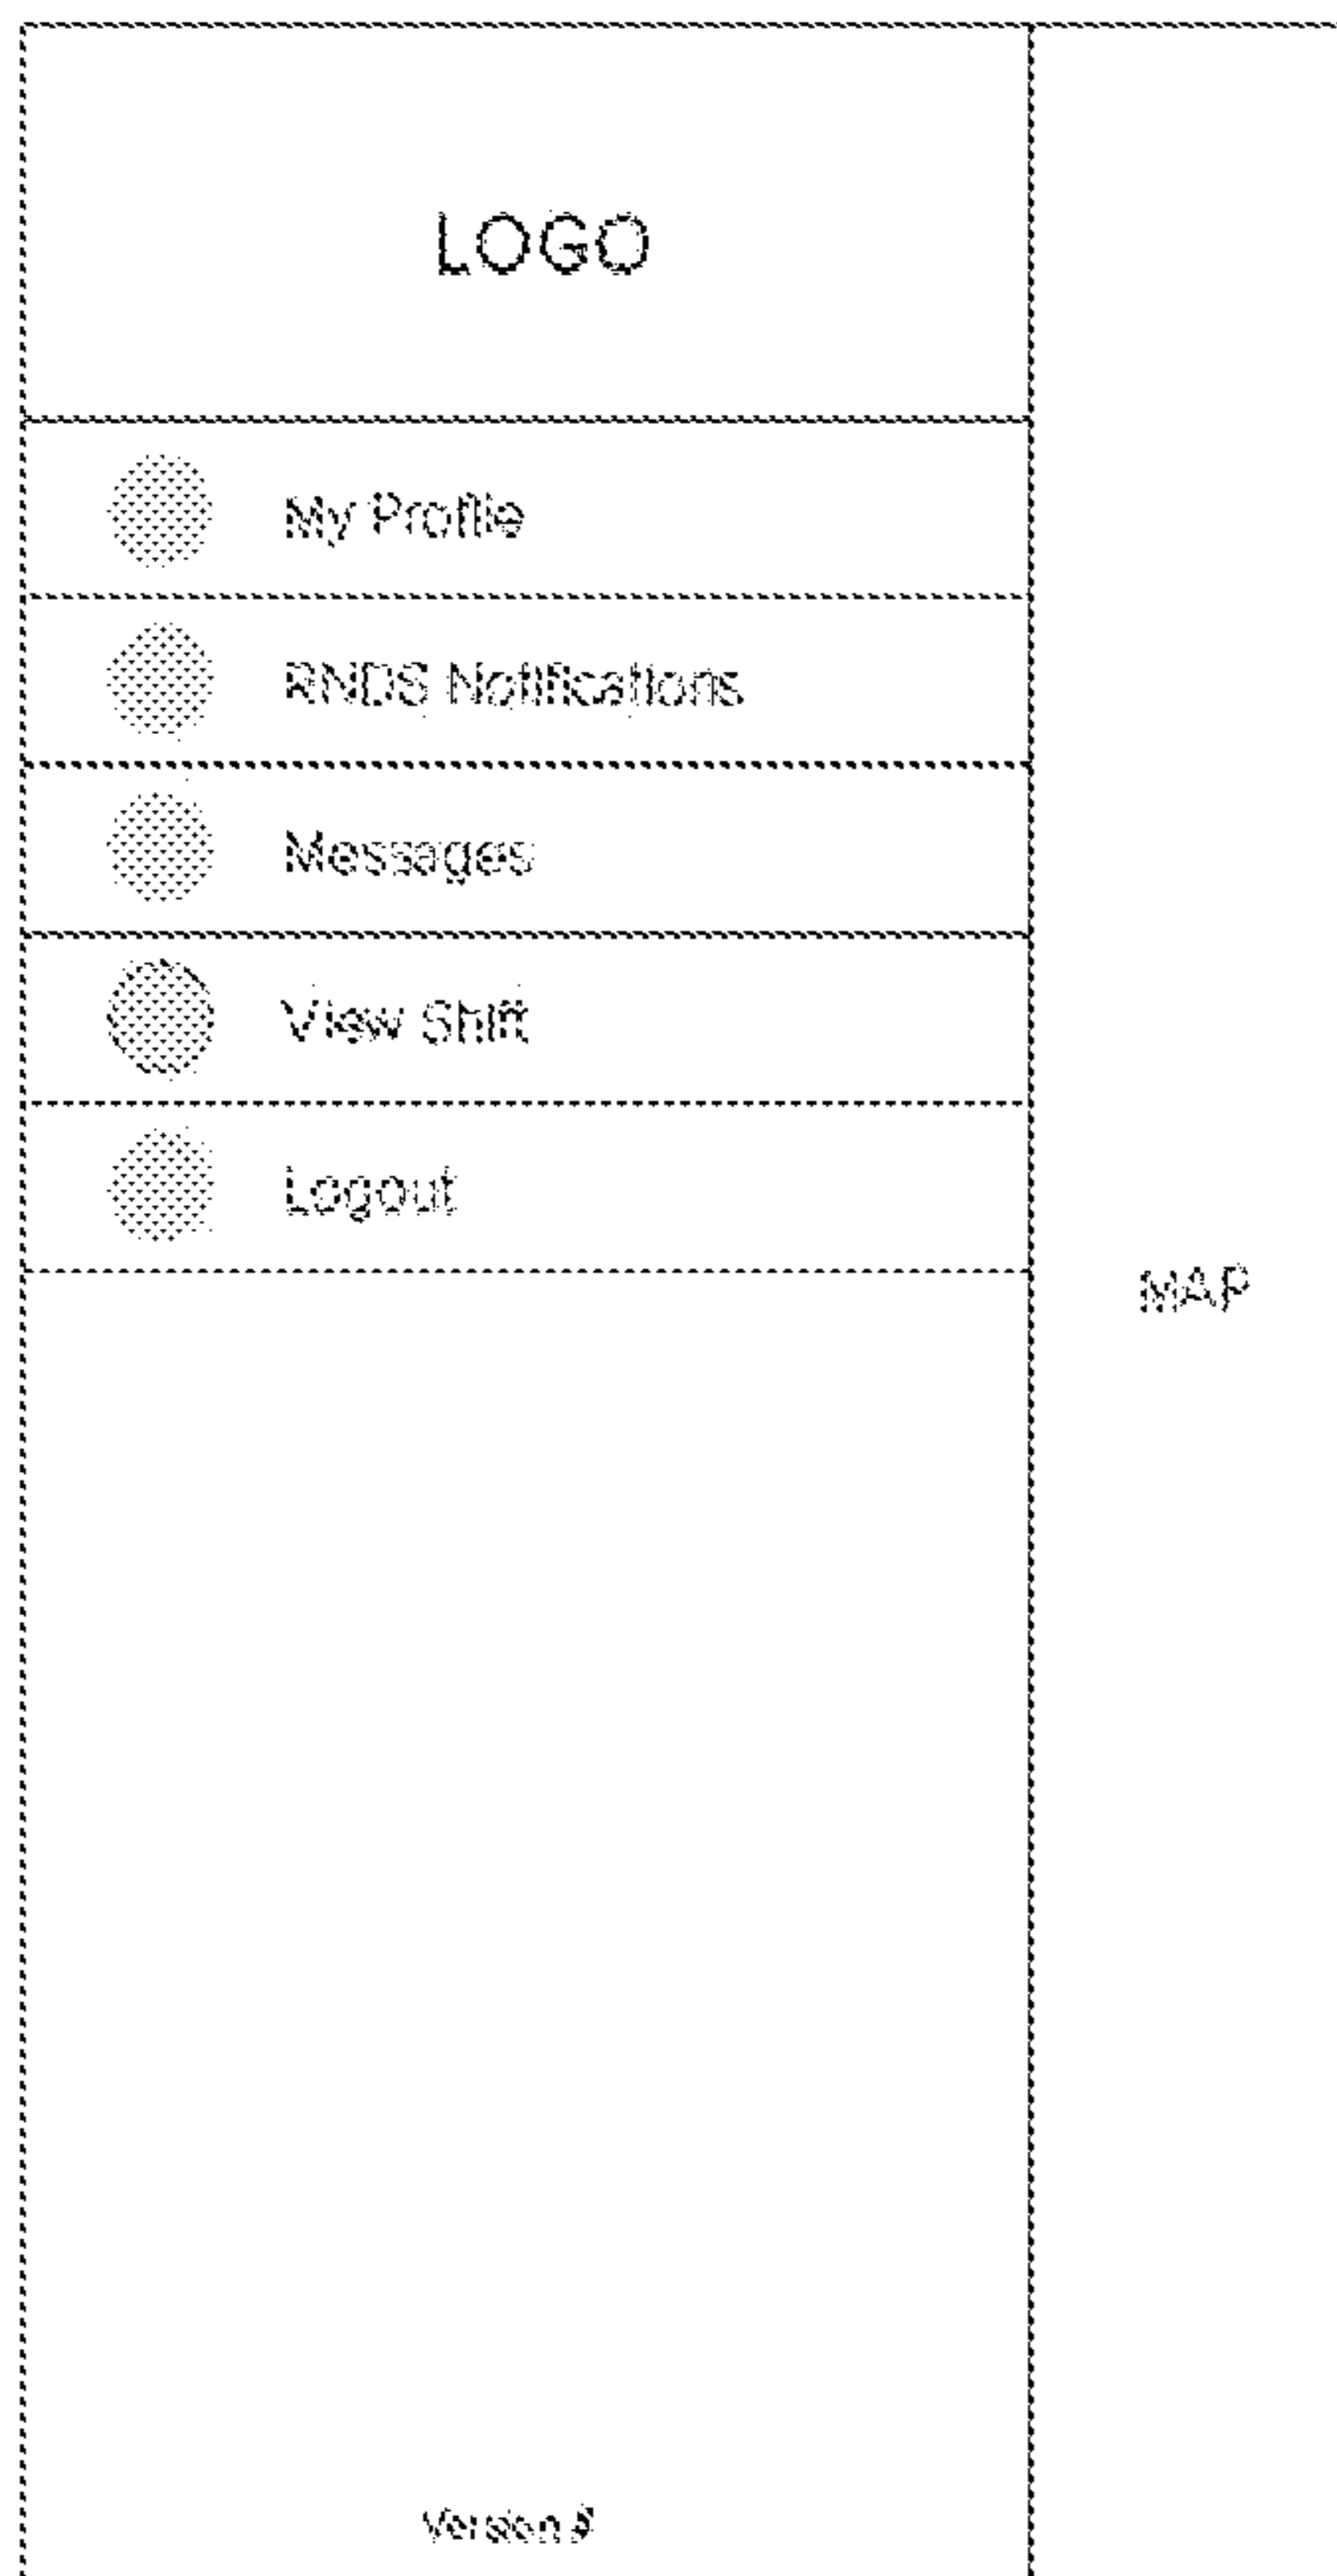 LOGO
My Profile
RNDS Notifications
Messages
View Shift
Logout
MAP
Version #